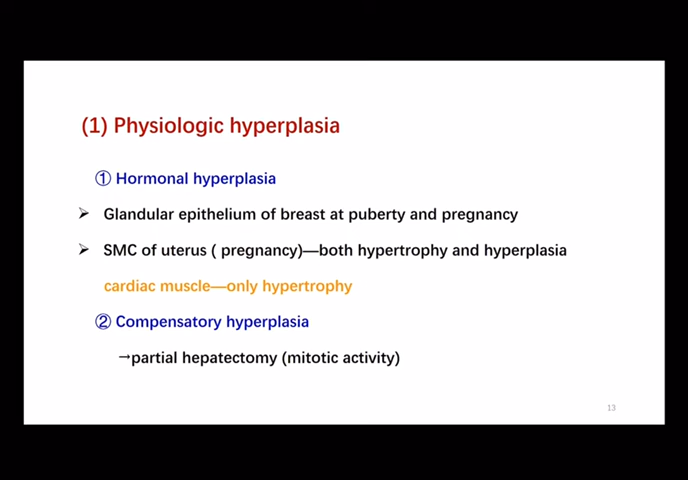 (1) Physiologic hyperplasia
① Hormonal hyperplasia
➢ Glandular epithelium of breast at puberty and pregnancy
➢ SMC of uterus ( pregnancy)—both hypertrophy and hyperplasia
cardiac muscle—only hypertrophy
② Compensatory hyperplasia
→partial hepatectomy (mitotic activity)
13